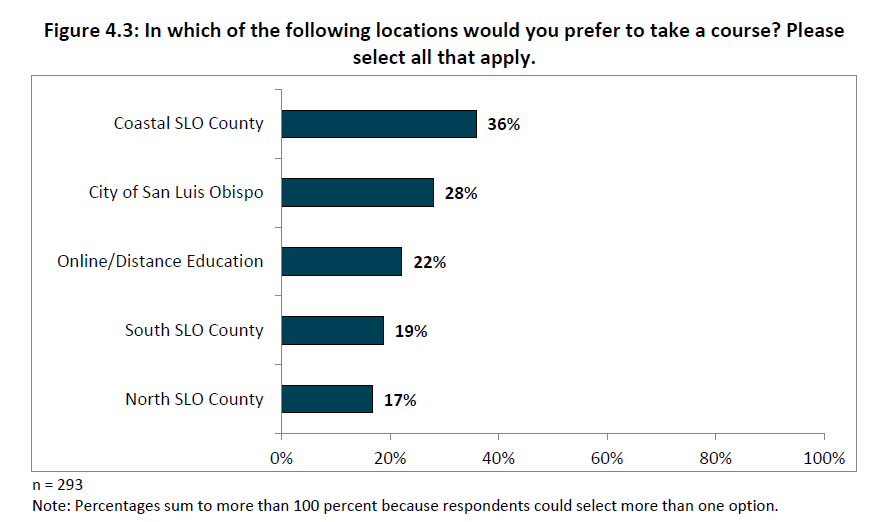 Figure 4.3: In which of the following locations would you prefer to take a course? Please
select all that apply.
Coastal SLO County 36%
City of San Luis Obispo 28%
Online/Distance Education 22%
South SLO County 19%
North SLO County 17%
0% 20% 40% 60% 80% 100%
n = 293
Note: Percentages sum to more than 100 percent because respondents could select more than one option.